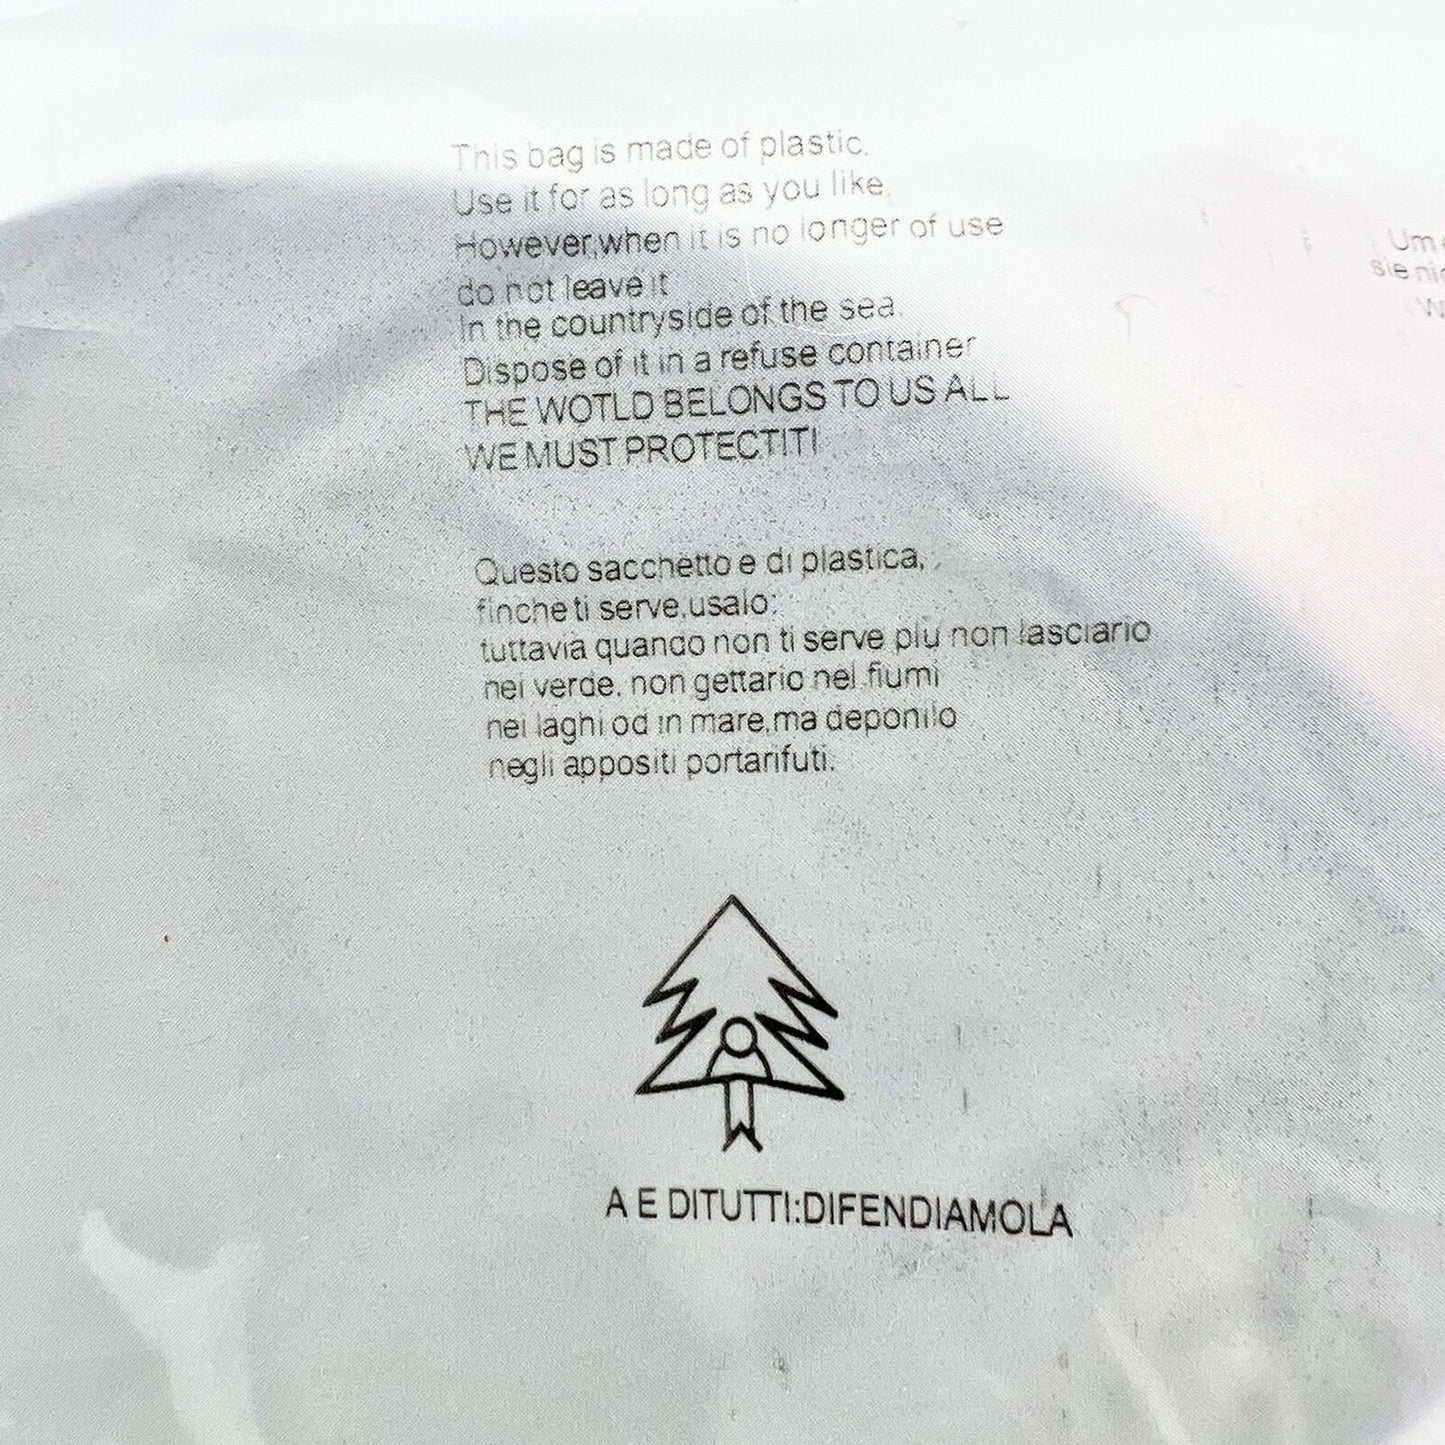 This bag is made of plastic.
Use it for as long as you like.
However,when it is no longer of use
do not leave it
In the countryside of the sea.
Dispose of it in a refuse container
THE WOTLD BELONGS TO US ALL
WE MUST PROTECTITI
Questo sacchetto e di plastica,
finche ti serve,usalo:
tuttavia quando non ti serve piu non lasciario
nei verde. non gettario nel fiumi
nei laghi od in mare,ma deponilo
negli appositi portarifuti.
A E DITUTTI:DIFENDIAMOLA
Um